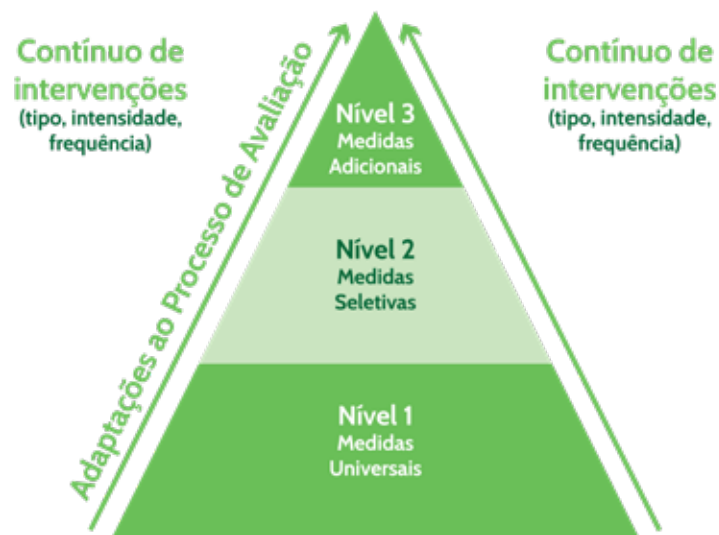 Contínuo de
intervenções
(tipo, intensidade,
frequência)
Adaptações ao Processo de Avaliação
Nível 3
Medidas
Adicionais
Nível 2
Medidas
Seletivas
Nível 1
Medidas
Universais
Contínuo de
intervenções
(tipo, intensidade,
frequência)